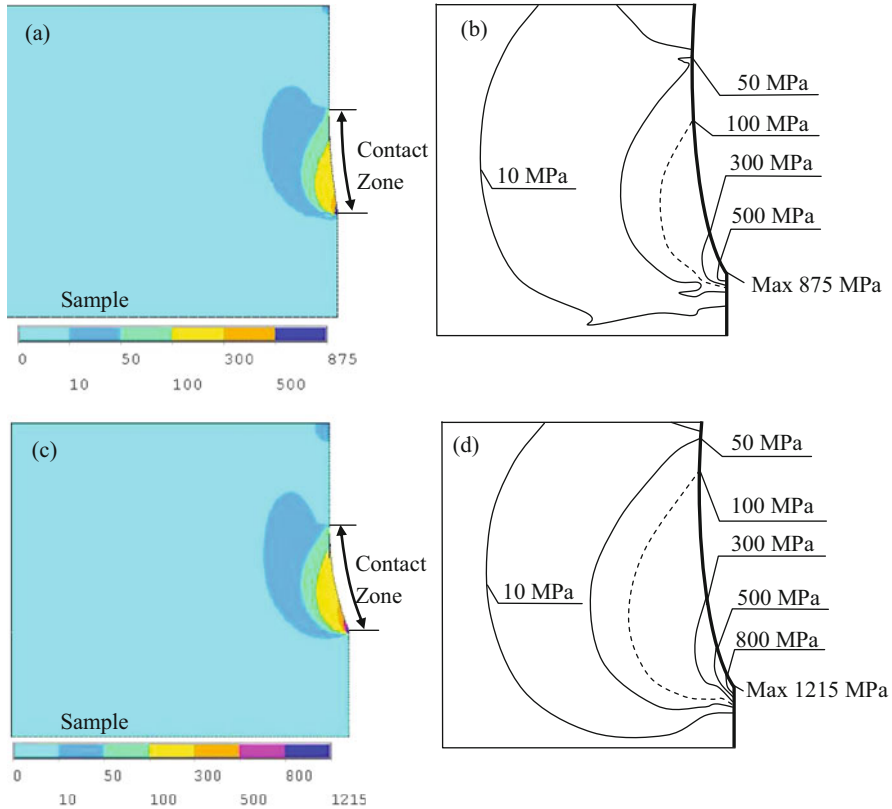 (a)
Contact
Zone
Sample
0 50 300 875
10 100 500
(b)
50 MPa
100 MPa
300 MPa
10 MPa
500 MPa
Max 875 MPa
(c)
Contact
Zone
Sample
0 50 300 800
10 100 500 1215
(d)
50 MPa
100 MPa
300 MPa
10 MPa
500 MPa
800 MPa
Max 1215 MPa